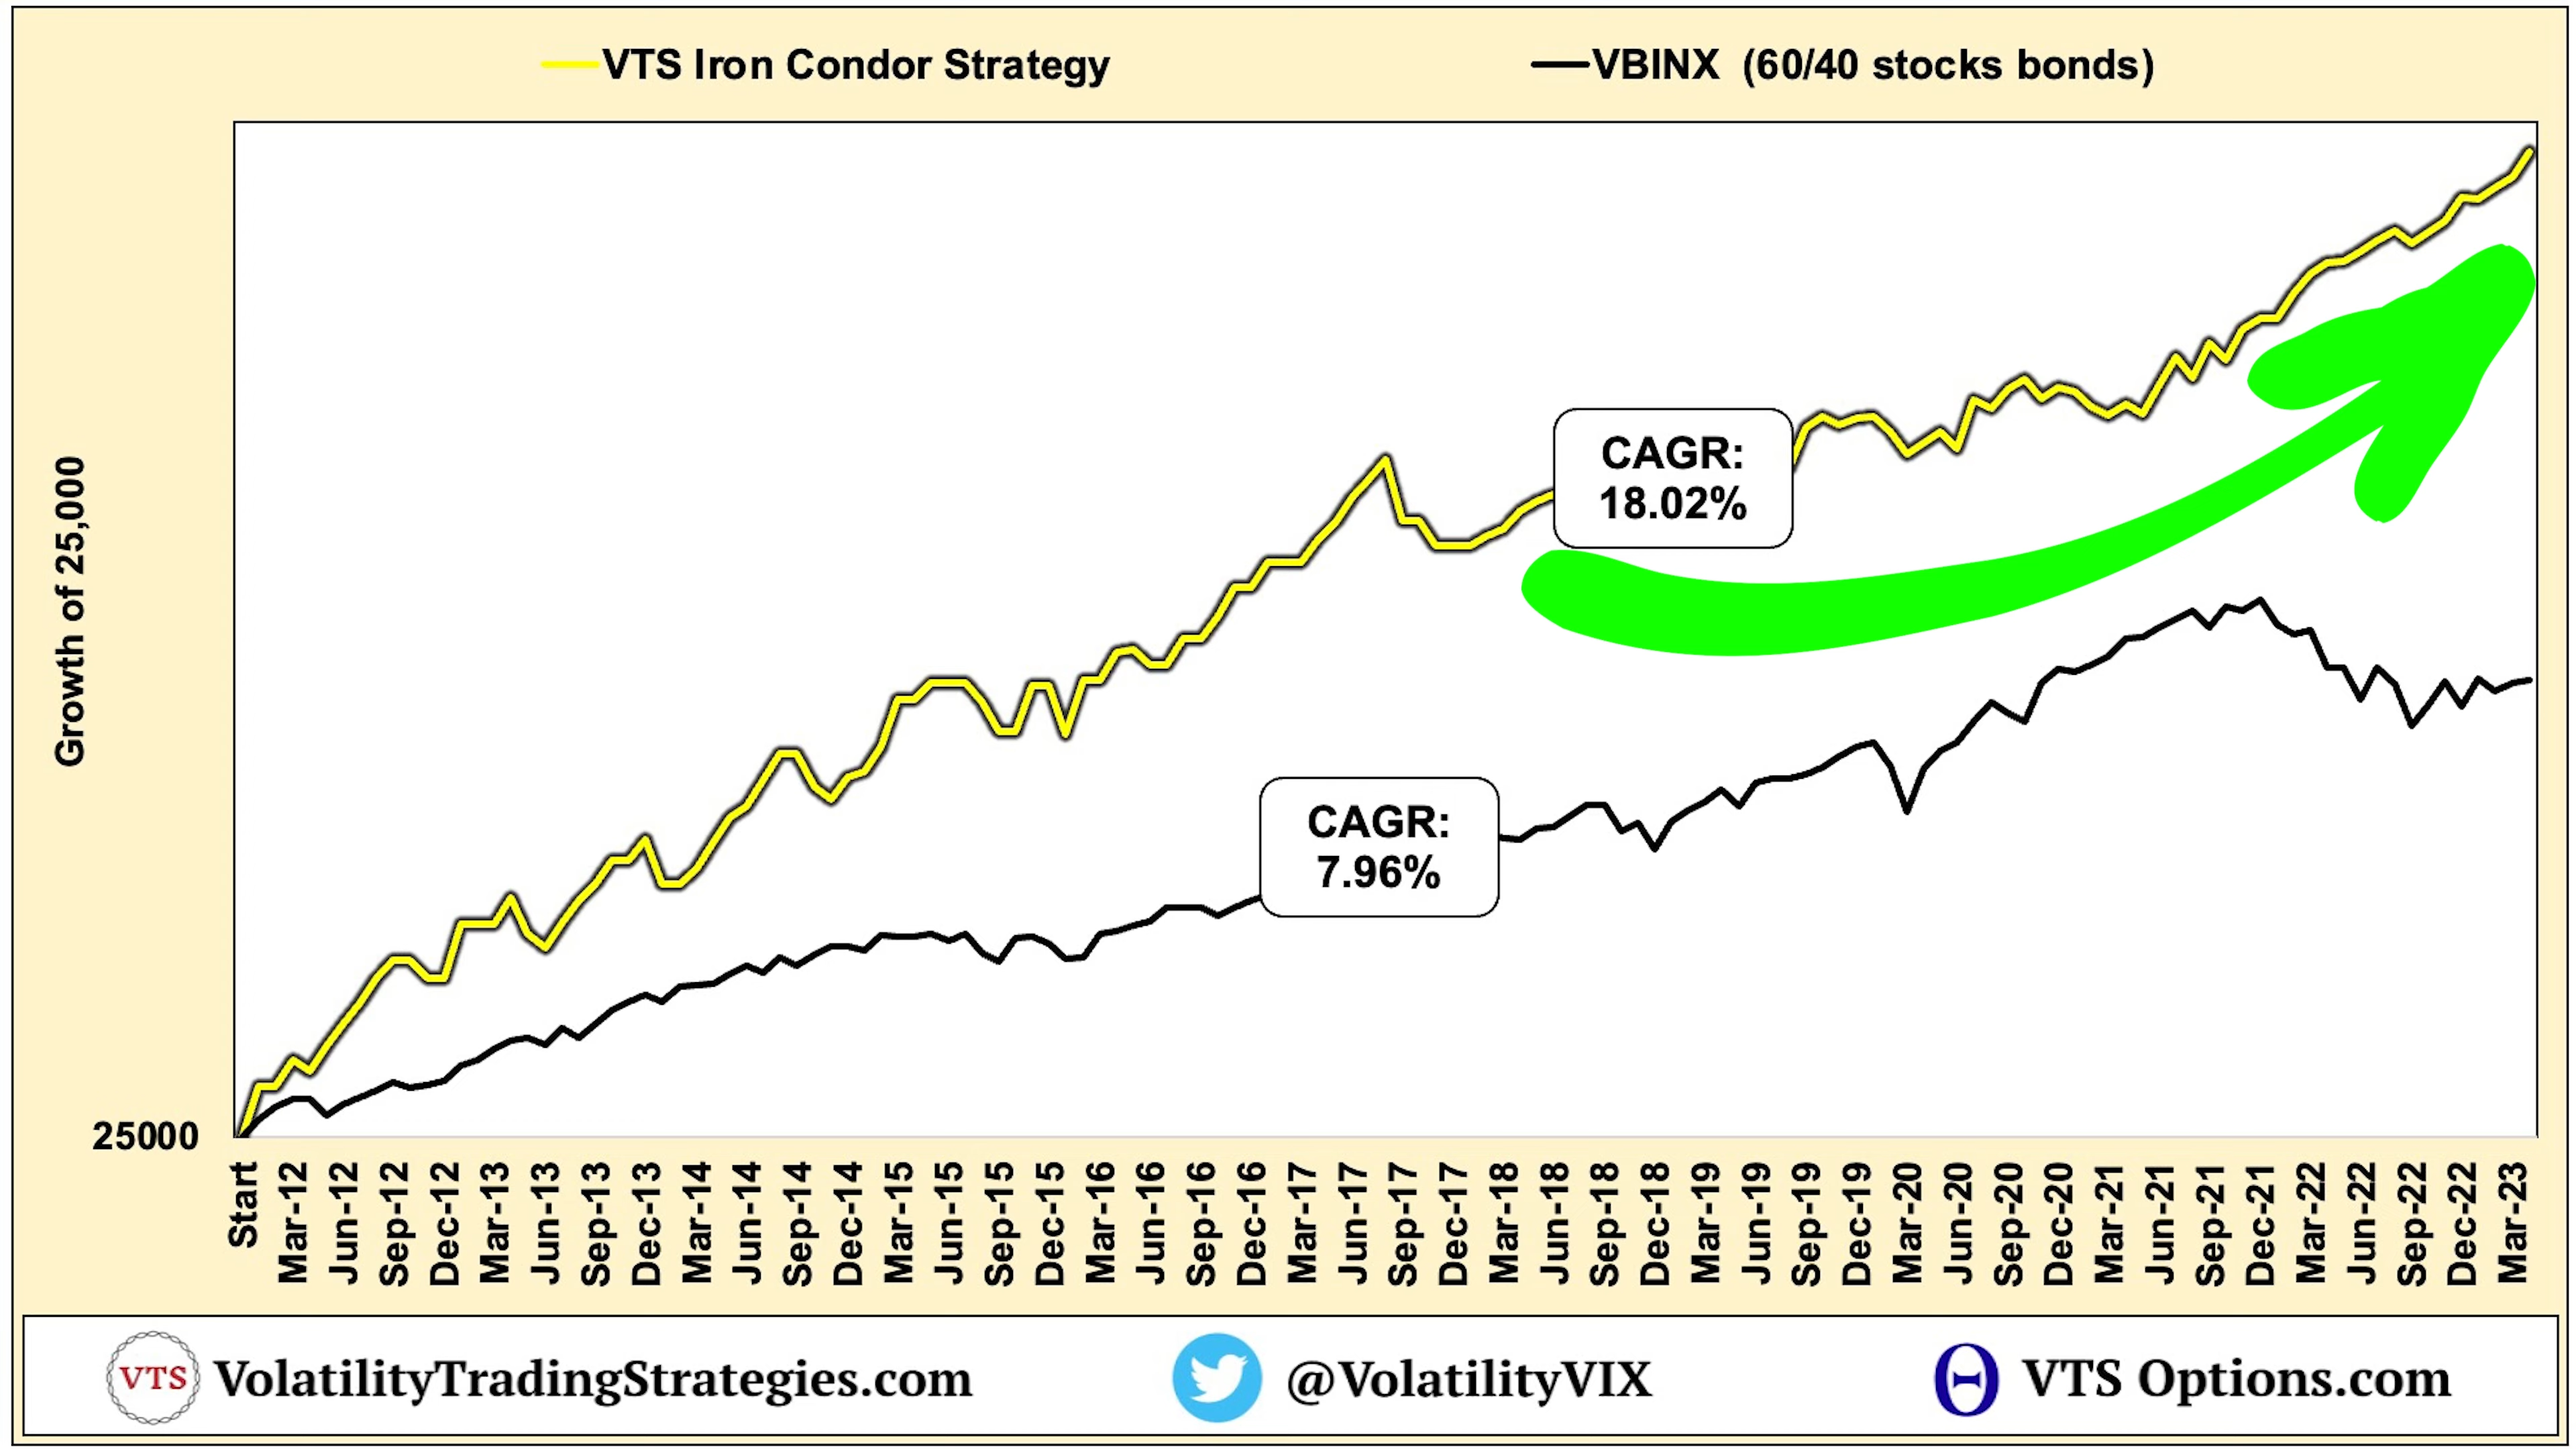 VTS Iron Condor Strategy
VBINX (60/40 stocks bonds)
Growth of 25,000
CAGR:
18.02%
CAGR:
7.96%
25000
Start
Mar-12
Jun-12
Sep-12
Dec-12
Mar-13
Jun-13
Sep-13
Dec-13
Mar-14
Jun-14
Sep-14
Dec-14
Mar-15
Jun-15
Sep-15
Dec-15
Mar-16
Jun-16
Sep-16
Dec-16
Mar-17
Jun-17
Sep-17
Dec-17
Mar-18
Jun-18
Sep-18
Dec-18
Mar-19
Jun-19
Sep-19
Dec-19
Mar-20
Jun-20
Sep-20
Dec-20
Mar-21
Jun-21
Sep-21
Dec-21
Mar-22
Jun-22
Sep-22
Dec-22
Mar-23
VTS
VolatilityTradingStrategies.com
@VolatilityVIX
VTS Options.com